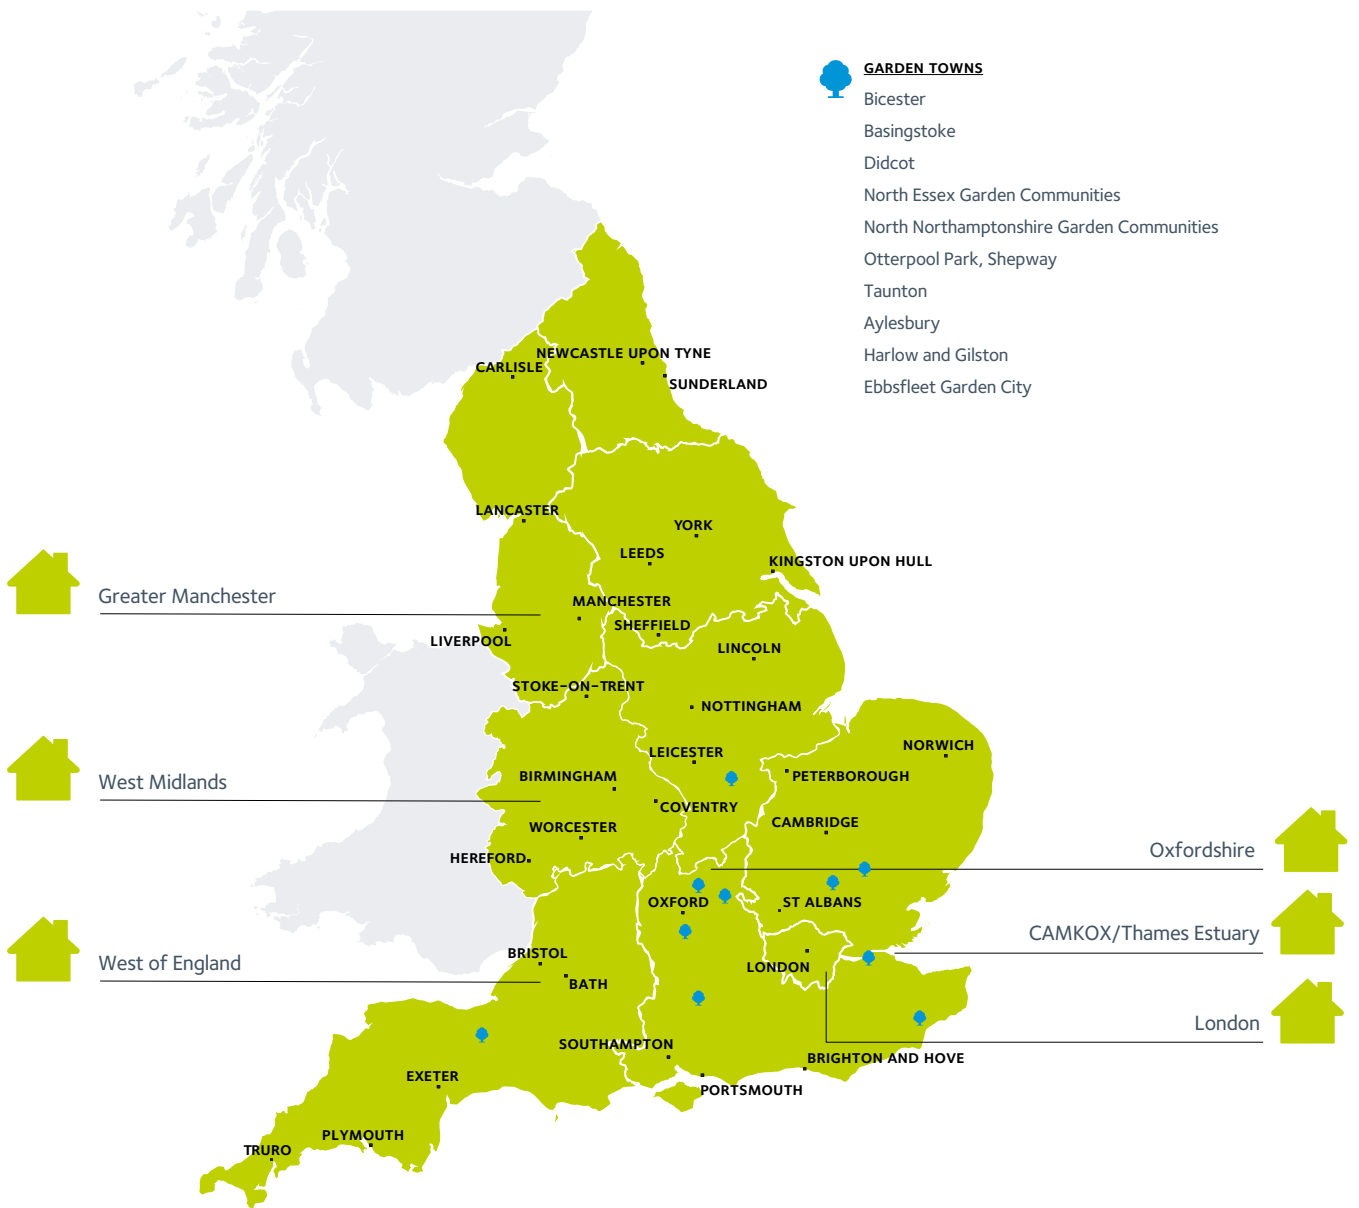 GARDEN TOWNS
Bicester
Basingstoke
Didcot
North Essex Garden Communities
North Northamptonshire Garden Communities
Otterpool Park, Shepway
Taunton
Aylesbury
Harlow and Gilston
Ebbsfleet Garden City
NEWCASTLE UPON TYNE
CARLISLE
SUNDERLAND
LANCASTER
YORK
LEEDS
KINGSTON UPON HULL
Greater Manchester
MANCHESTER
SHEFFIELD
LIVERPOOL
LINCOLN
STOKE-ON-TRENT
NOTTINGHAM
NORWICH
LEICESTER
BIRMINGHAM
PETERBOROUGH
West Midlands
COVENTRY
CAMBRIDGE
WORCESTER
Oxfordshire
HEREFORD
OXFORD
ST ALBANS
CAMKOX/Thames Estuary
BRISTOL
West of England
LONDON
BATH
London
SOUTHAMPTON
BRIGHTON AND HOVE
EXETER
PORTSMOUTH
PLYMOUTH
TRURO